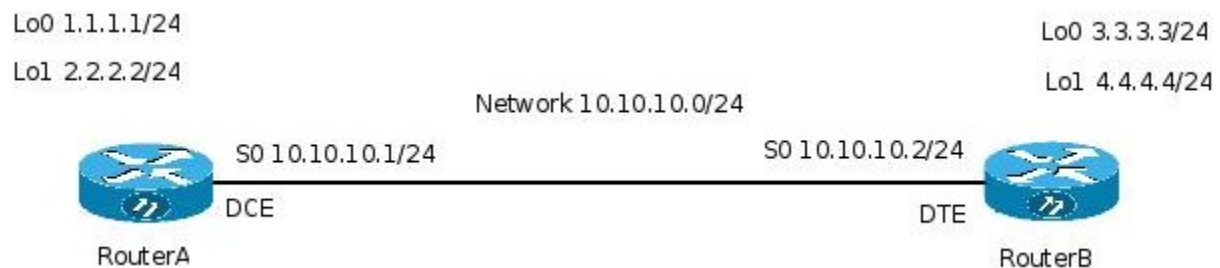 Lo0 1.1.1.1/24
Lo1 2.2.2.2/24
Lo0 3.3.3.3/24
Lo1 4.4.4.4/24
Network 10.10.10.0/24
S0 10.10.10.1/24
S0 10.10.10.2/24
DCE
DTE
RouterA
RouterB